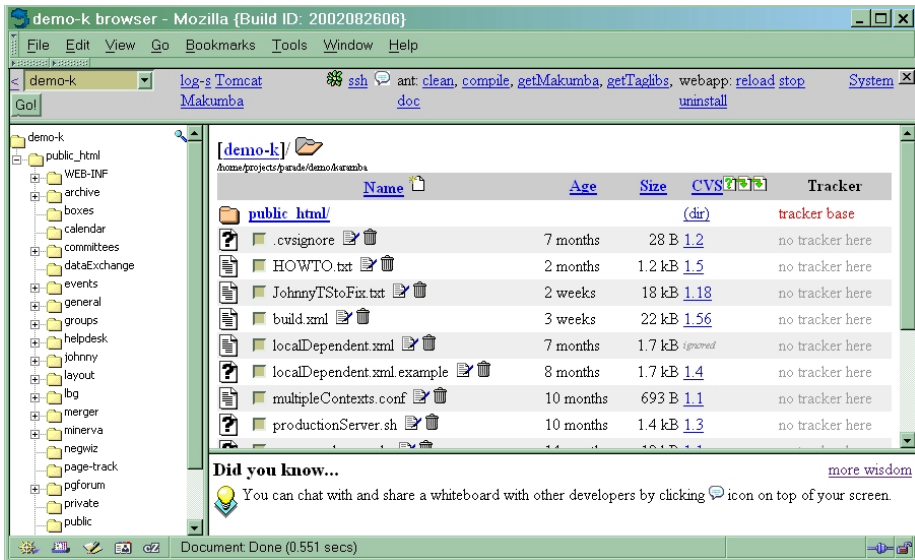 demo-k browser - Mozilla {Build ID: 2002082606}
File Edit View Go Bookmarks Tools Window Help
< demo-k log-s Tomcat ssh ant: clean, compile, getMakumba, getTaglibs, webapp: reload stop System
Go! Makumba doc uninstall
demo-k
public_html
WEB-INF
archive
boxes
calendar
committees
dataExchange
events
general
groups
helpdesk
johnny
layout
lbg
merger
minerva
negwiz
page-track
pgforum
private
public
[demo-k]/
/home/projects/parade/demo/karamba
Name Age Size CVS Tracker
public_html/ (dir) tracker base
.cvsignore 7 months 28 B 1.2 no tracker here
HOWTO.txt 2 months 1.2 kB 1.5 no tracker here
JohnnyTStoFix.txt 2 weeks 18 kB 1.18 no tracker here
build.xml 3 weeks 22 kB 1.56 no tracker here
localDependent.xml 7 months 1.7 kB ignored no tracker here
localDependent.xml.example 8 months 1.7 kB 1.4 no tracker here
multipleContexts.conf 10 months 693 B 1.1 no tracker here
productionServer.sh 10 months 1.4 kB 1.3 no tracker here
Did you know... more wisdom
You can chat with and share a whiteboard with other developers by clicking icon on top of your screen.
Document: Done (0.551 secs)